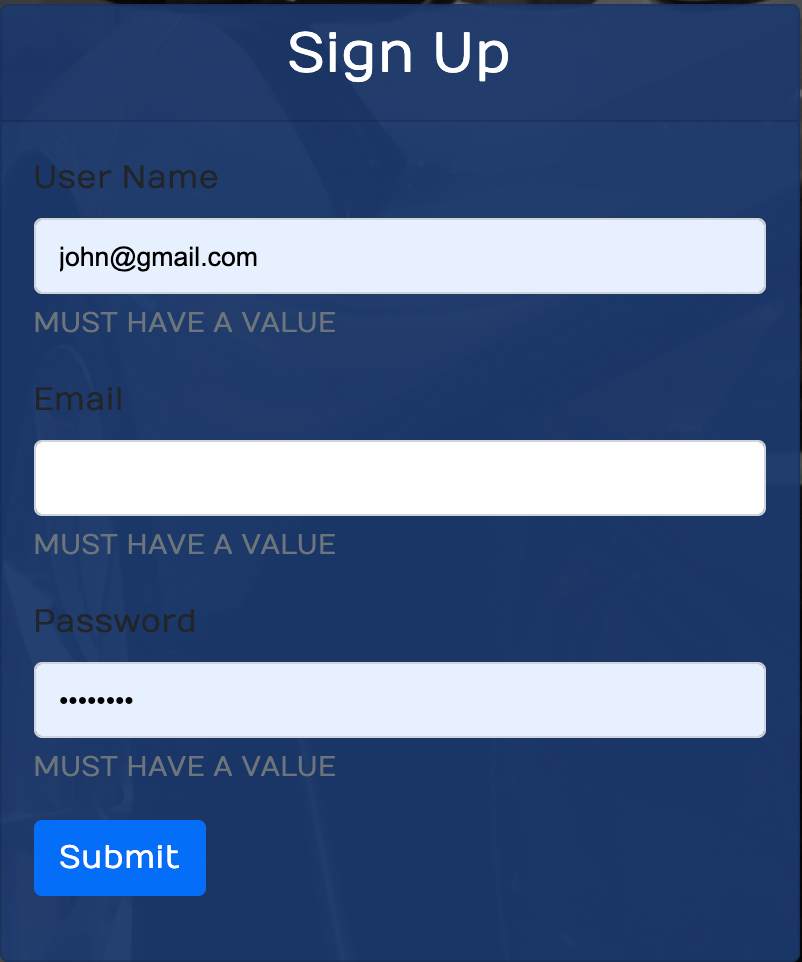 Sign Up
User Name
john@gmail.com
MUST HAVE A VALUE
Email
MUST HAVE A VALUE
Password
••••••••
MUST HAVE A VALUE
Submit